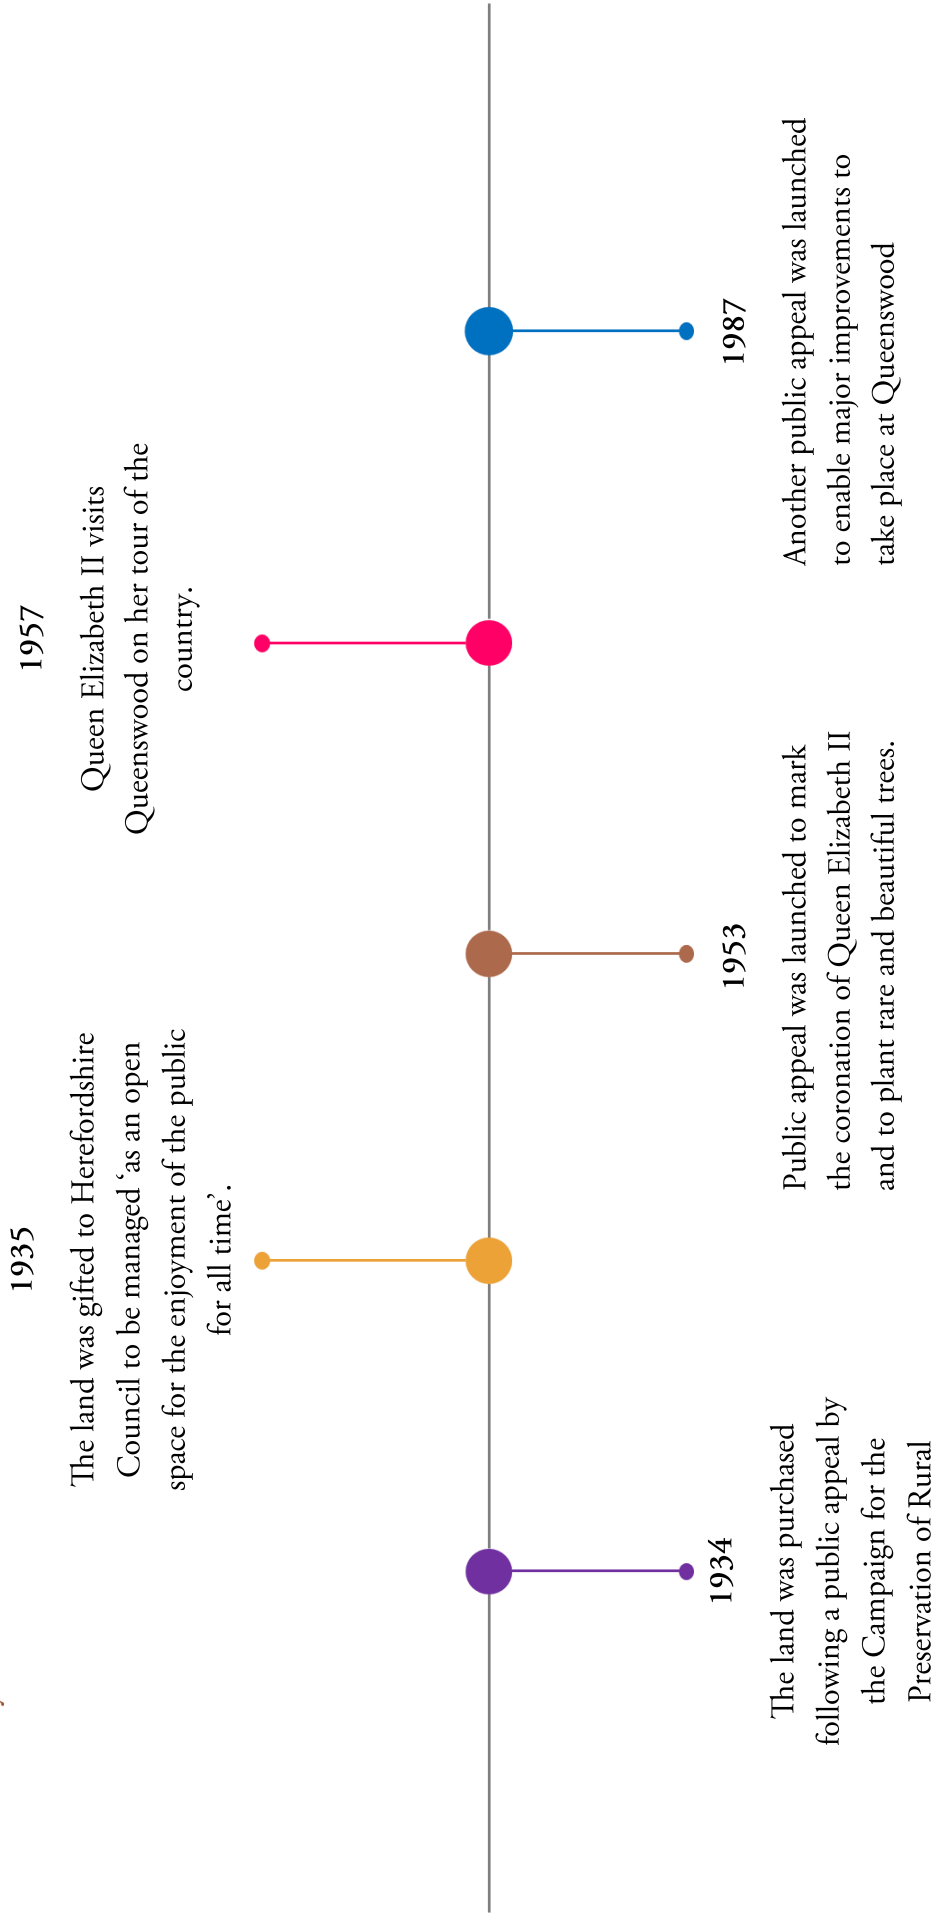 1934
The land was purchased
following a public appeal by
the Campaign for the
Preservation of Rural
1935
The land was gifted to Herefordshire
Council to be managed ‘as an open
space for the enjoyment of the public
for all time’.
1953
Public appeal was launched to mark
the coronation of Queen Elizabeth II
and to plant rare and beautiful trees.
1957
Queen Elizabeth II visits
Queenswood on her tour of the
country.
1987
Another public appeal was launched
to enable major improvements to
take place at Queenswood